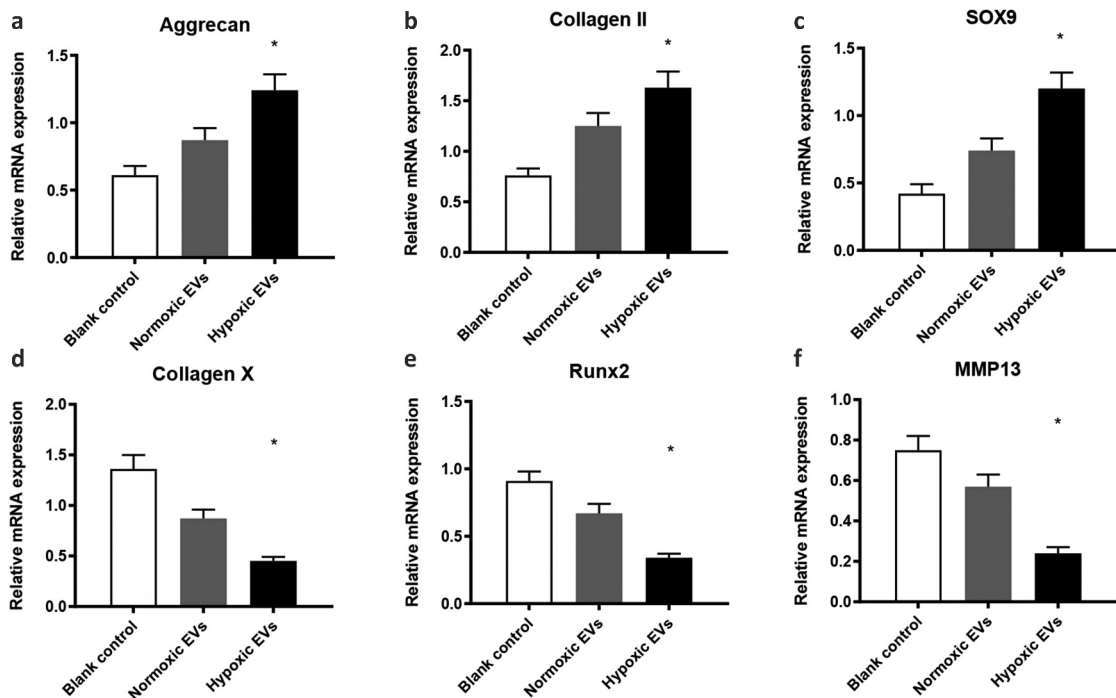 a
Aggrecan
*
Relative mRNA expression
1.5
1.0
0.5
0.0
Blank control
Normoxic EVs
Hypoxic EVs
b
Collagen II
*
Relative mRNA expression
2.0
1.5
1.0
0.5
0.0
Blank control
Normoxic EVs
Hypoxic EVs
c
SOX9
*
Relative mRNA expression
1.5
1.0
0.5
0.0
Blank control
Normoxic EVs
Hypoxic EVs
d
Collagen X
*
Relative mRNA expression
2.0
1.5
1.0
0.5
0.0
Blank control
Normoxic EVs
Hypoxic EVs
e
Runx2
*
Relative mRNA expression
1.5
1.0
0.5
0.0
Blank control
Normoxic EVs
Hypoxic EVs
f
MMP13
*
Relative mRNA expression
1.0
0.8
0.6
0.4
0.2
0.0
Blank control
Normoxic EVs
Hypoxic EVs